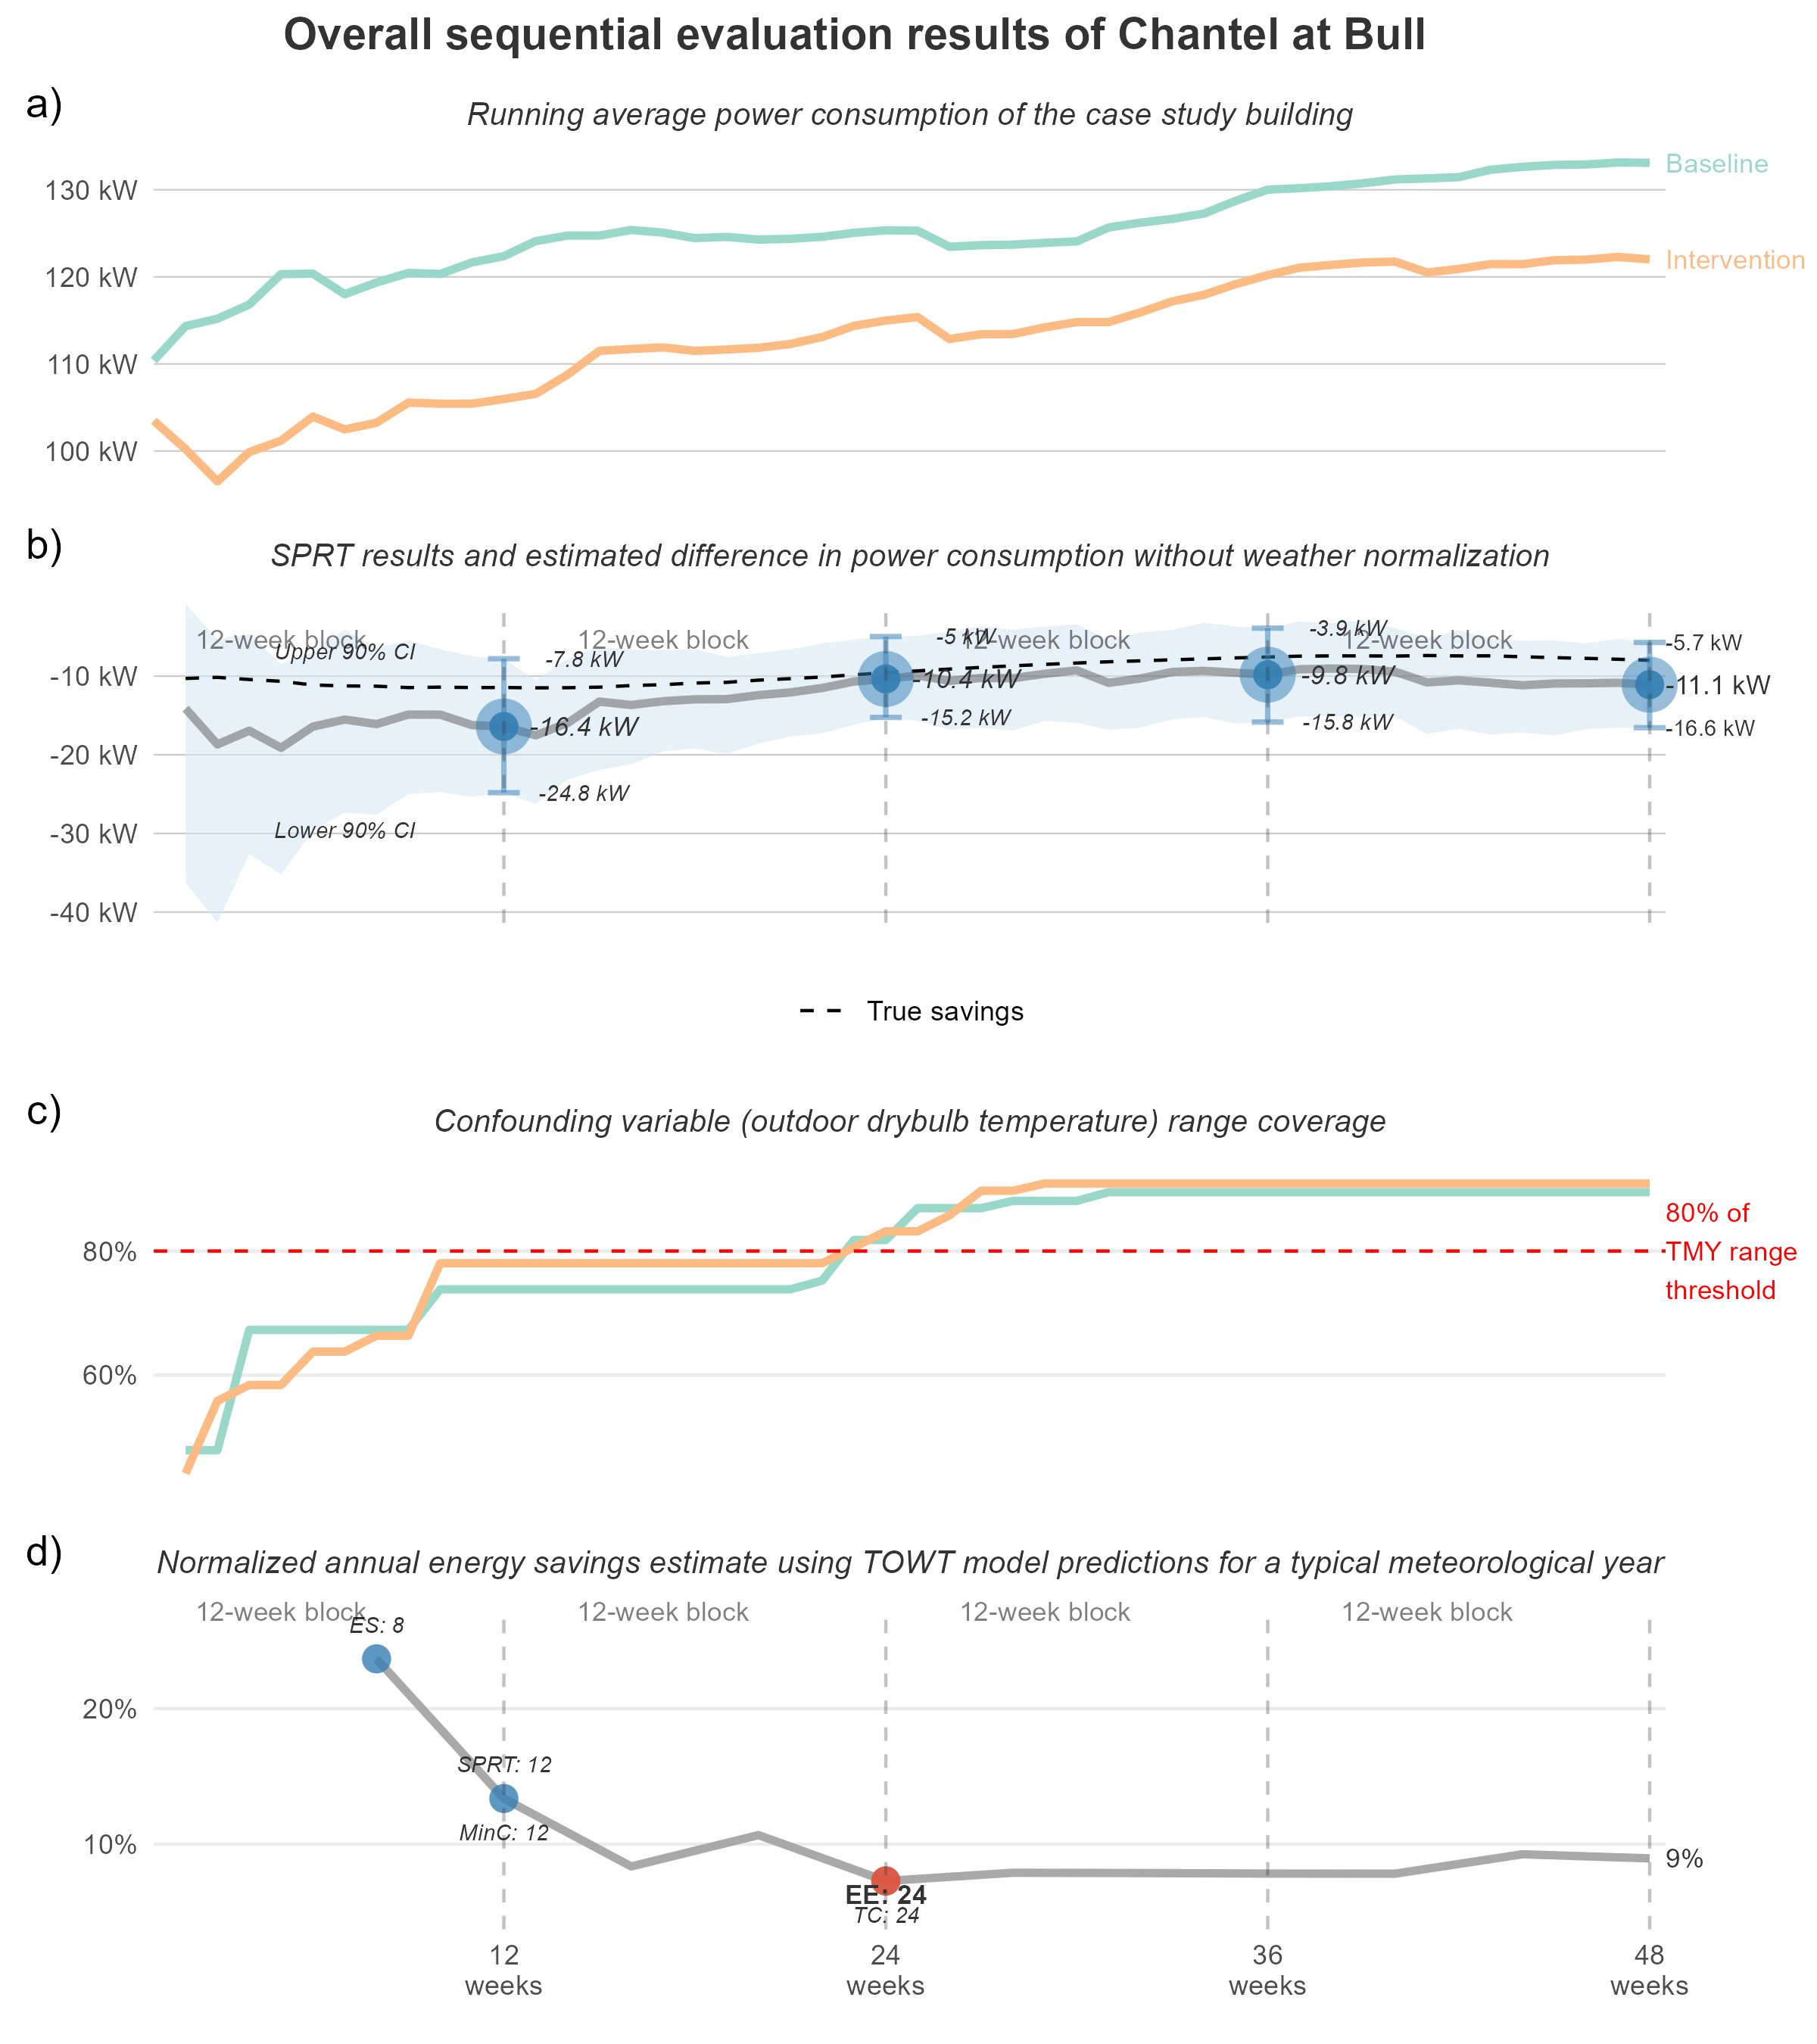 Overall sequential evaluation results of Chantel at Bull
a)
Running average power consumption of the case study building
130 kW
120 kW
110 kW
100 kW
Baseline
Intervention
b)
SPRT results and estimated difference in power consumption without weather normalization
12-week block
12-week block
12-week block
12-week block
Upper 90% CI
Lower 90% CI
-10 kW
-20 kW
-30 kW
-40 kW
-7.8 kW
-16.4 kW
-24.8 kW
-5 kW
-10.4 kW
-15.2 kW
-3.9 kW
-9.8 kW
-15.8 kW
-5.7 kW
-11.1 kW
-16.6 kW
True savings
c)
Confounding variable (outdoor drybulb temperature) range coverage
80%
60%
80% of
TMY range
threshold
d)
Normalized annual energy savings estimate using TOWT model predictions for a typical meteorological year
12-week block
12-week block
12-week block
12-week block
20%
10%
ES: 8
SPRT: 12
MinC: 12
EE: 24
TC: 24
9%
12
weeks
24
weeks
36
weeks
48
weeks